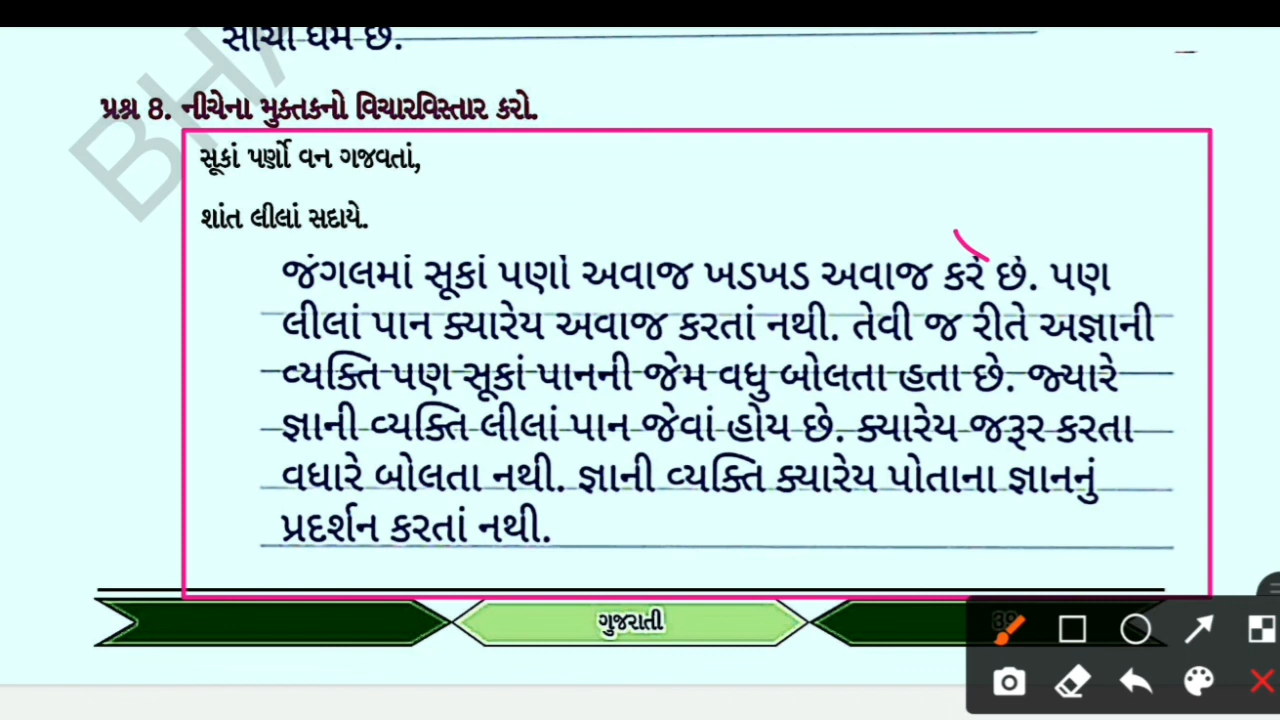 સાચો ધર્મ છે.
પ્રશ્ન 8. નીચેના મુક્તકનો વિચારવિસ્તાર કરો.
સૂકાં પર્ણો વન ગજવતાં,
શાંત લીલાં સદાયે.
જંગલમાં સૂકાં પર્ણો અવાજ ખડખડ અવાજ કરે છે. પણ
લીલાં પાન ક્યારેય અવાજ કરતાં નથી. તેવી જ રીતે અજ્ઞાની
વ્યક્તિ પણ સૂકાં પાનની જેમ વધુ બોલતા હતા છે. જ્યારે
જ્ઞાની વ્યક્તિ લીલાં પાન જેવાં હોય છે. ક્યારેય જરૂર કરતા
વધારે બોલતા નથી. જ્ઞાની વ્યક્તિ ક્યારેય પોતાના જ્ઞાનનું
પ્રદર્શન કરતાં નથી.
ગુજરાતી